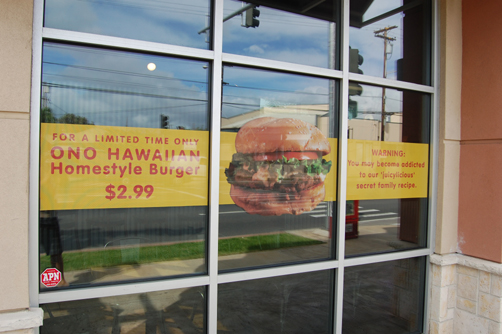 FOR A LIMITED TIME ONLY
ONO HAWAIIAN
Homestyle Burger
$2.99
WARNING:
You may become addicted
to our 'juicylicious'
secret family recipe.
APN